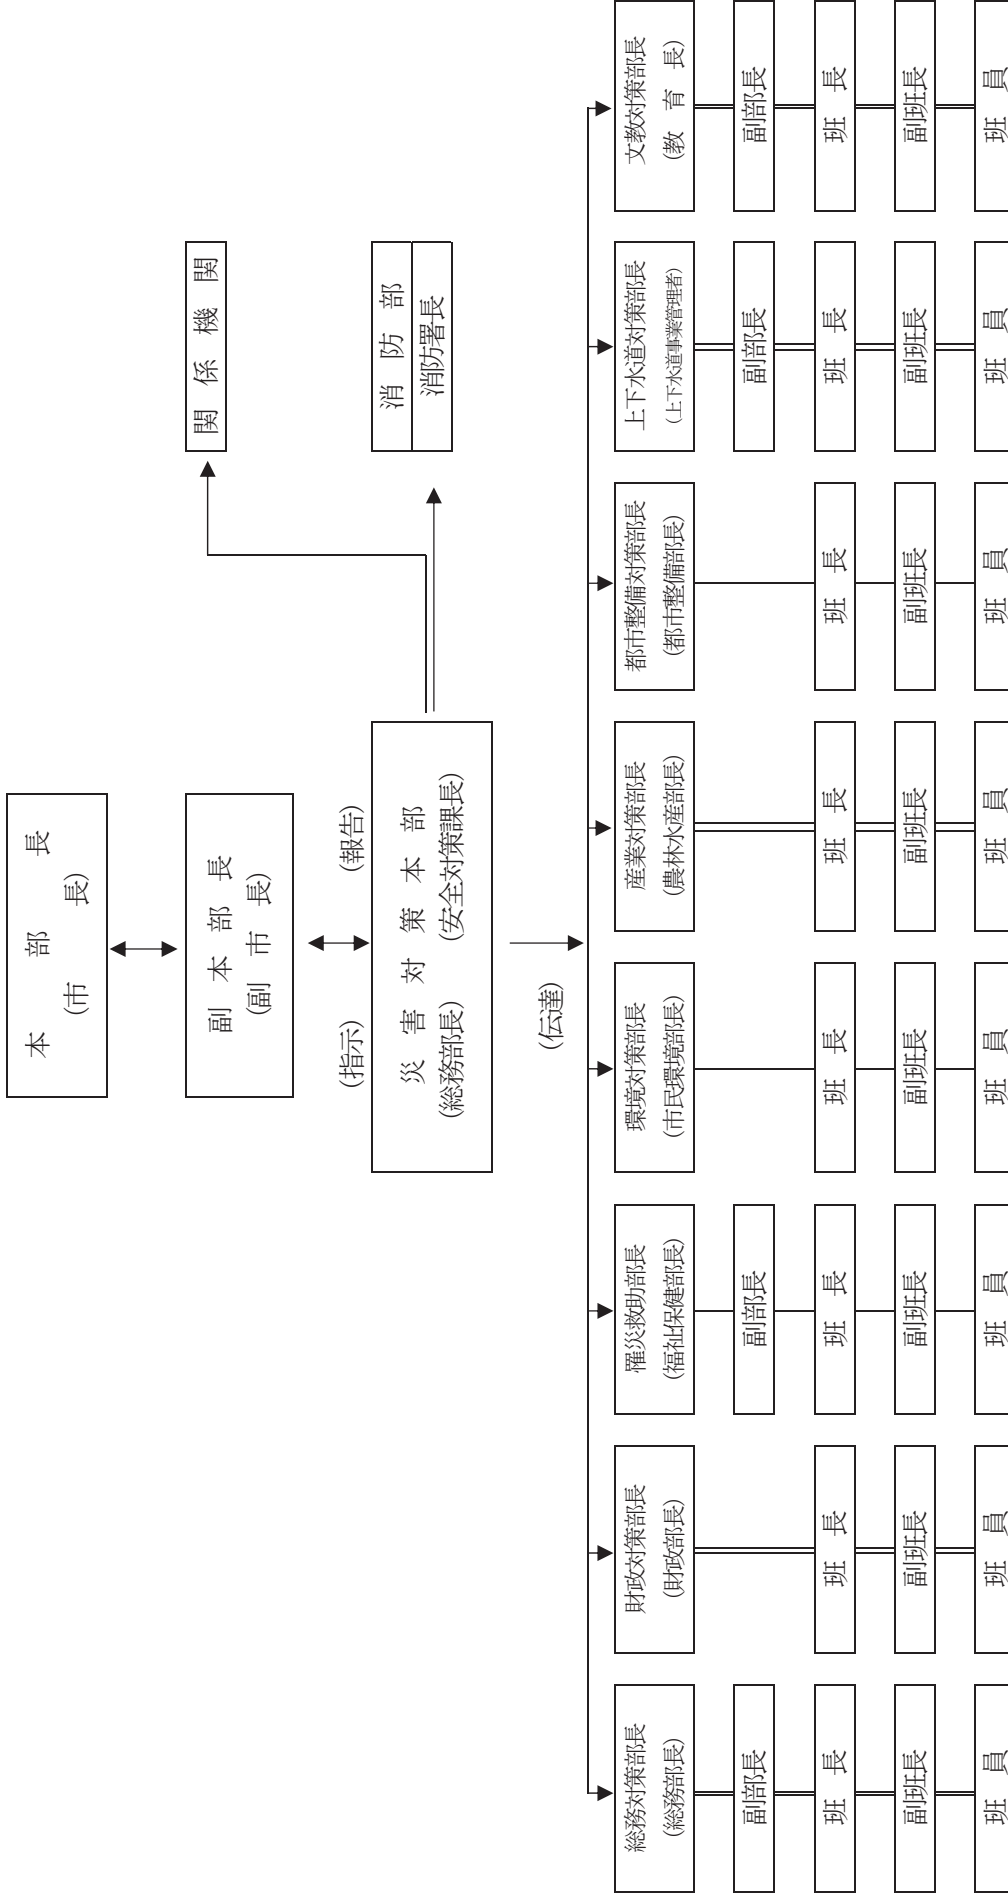 本部長
(市長)
副本部長
(副市長)
(指示) (報告)
災害対策本部
(総務部長) (安全対策課長)
関係機関
消防部
消防署長
(伝達)
総務対策部長
(総務部長)
財政対策部長
(財政部長)
罹災救助部長
(福祉保健部長)
環境対策部長
(市民環境部長)
産業対策部長
(農林水産部長)
都市整備対策部長
(都市整備部長)
上下水道対策部長
(上下水道事業管理者)
文教対策部長
(教育長)
副部長
副部長
副部長
副部長
班長
班長
班長
班長
班長
班長
班長
班長
副班長
副班長
副班長
副班長
副班長
副班長
副班長
副班長
班員
班員
班員
班員
班員
班員
班員
班員